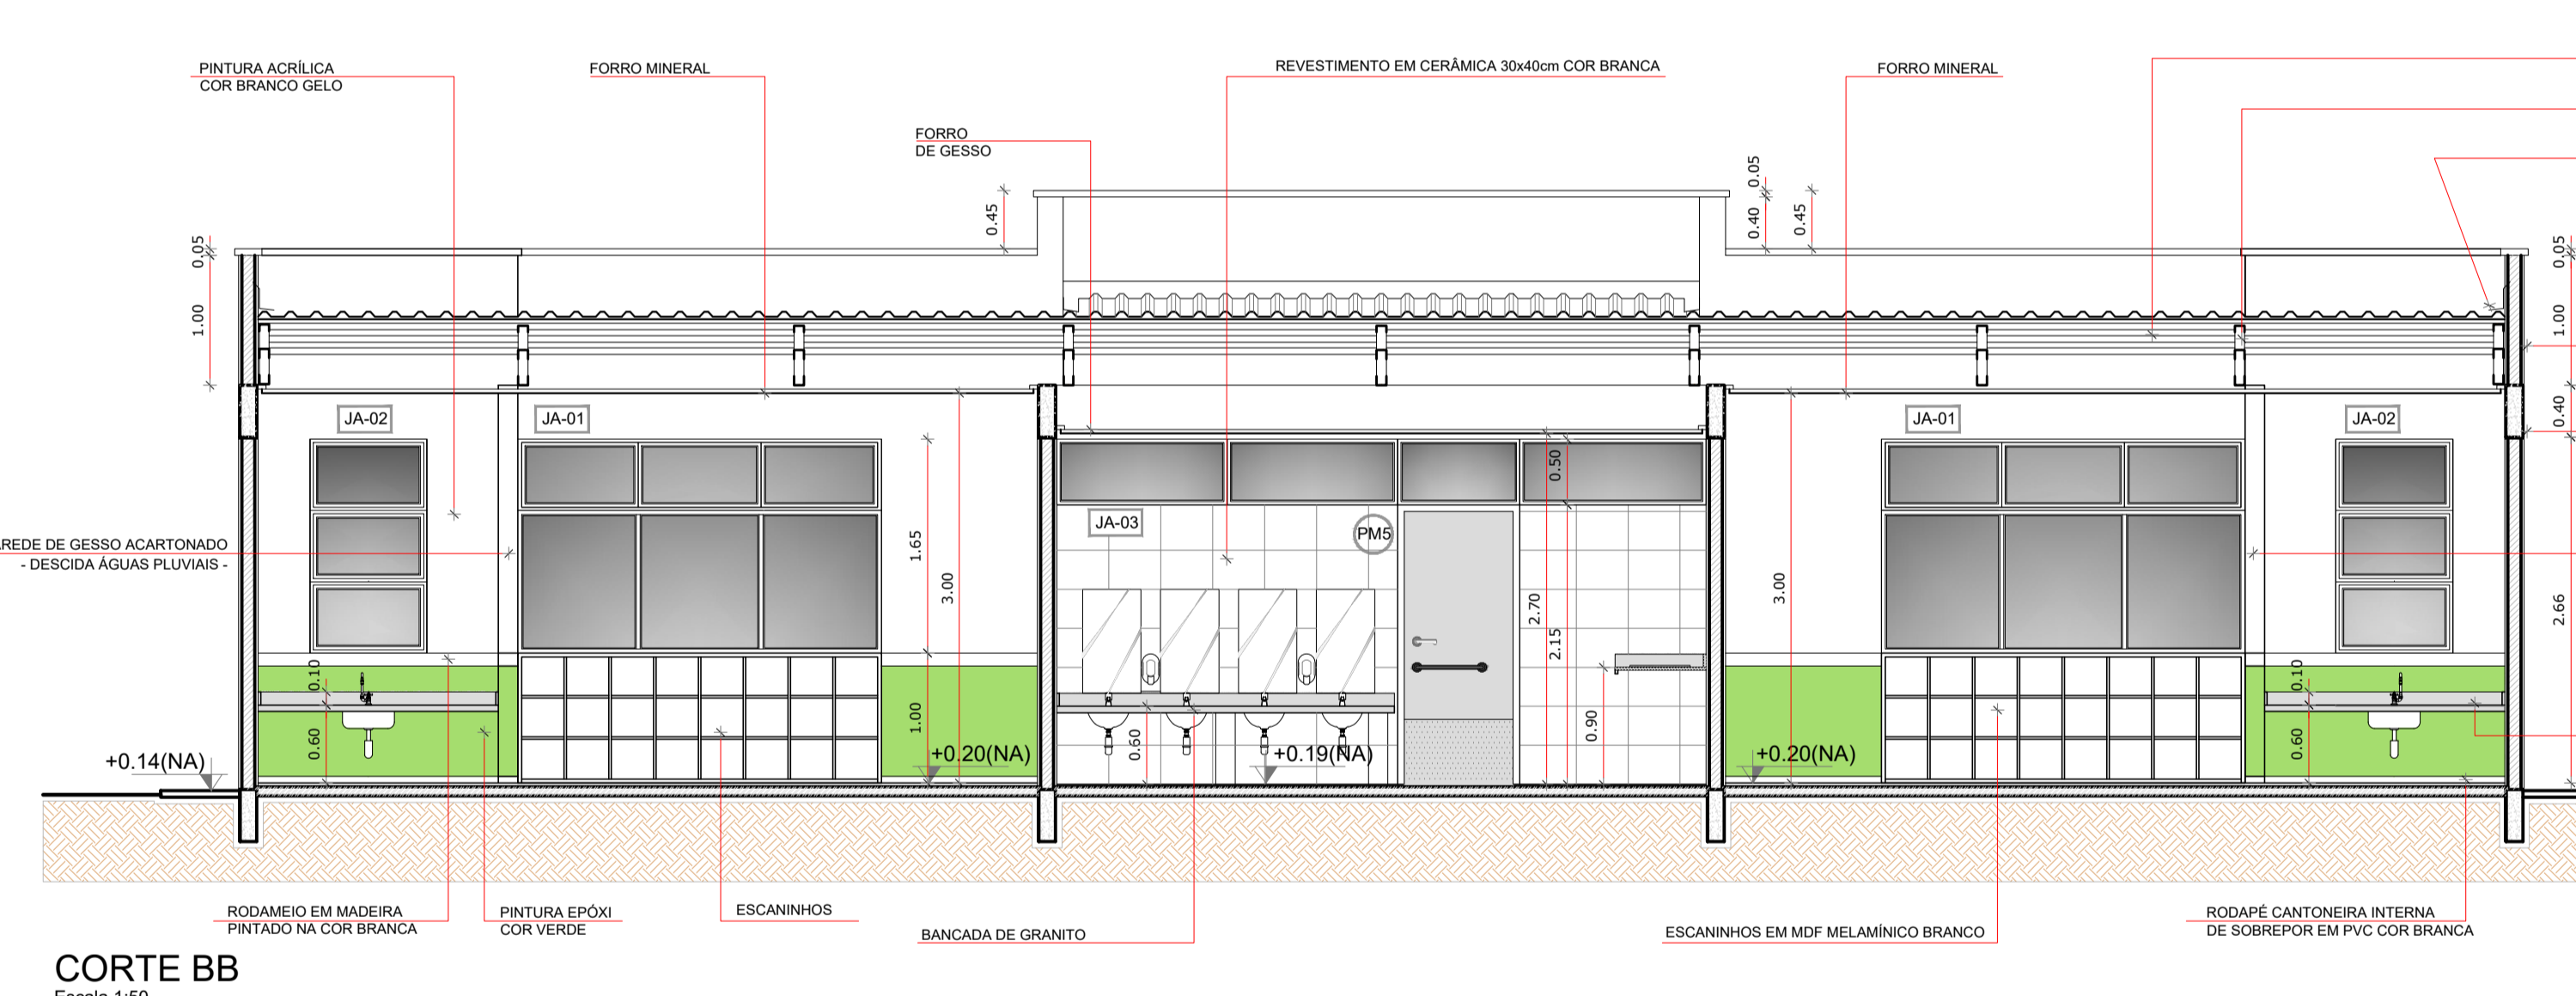 PINTURA ACRÍLICA
COR BRANCO GELO
FORRO MINERAL
REVESTIMENTO EM CERÂMICA 30x40cm COR BRANCA
FORRO MINERAL
FORRO
DE GESSO
0.05
0.45
0.40
0.45
0.05
1.00
0.05
1.00
0.40
JA-02
JA-01
JA-01
JA-02
0.50
JA-03
PM5
AREDE DE GESSO ACARTONADO
- DESCIDA ÁGUAS PLUVIAIS -
1.65
3.00
2.70
2.15
3.00
2.66
0.10
0.60
1.00
0.60
0.90
0.10
0.60
+0.14(NA)
+0.20(NA)
+0.19(NA)
+0.20(NA)
RODAMEIO EM MADEIRA
PINTADO NA COR BRANCA
PINTURA EPÓXI
COR VERDE
ESCANINHOS
BANCADA DE GRANITO
ESCANINHOS EM MDF MELAMÍNICO BRANCO
RODAPÉ CANTONEIRA INTERNA
DE SOBREPOR EM PVC COR BRANCA
CORTE BB
Escala 1:50